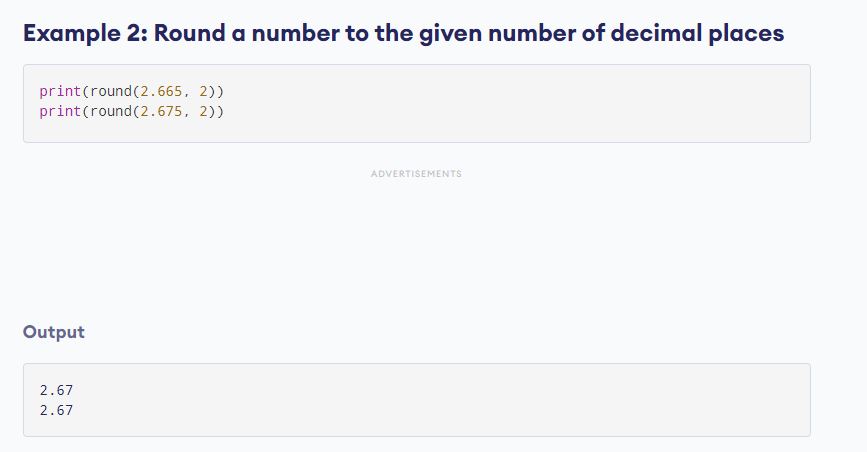 Example 2: Round a number to the given number of decimal places
print(round(2.665, 2))
print(round(2.675, 2))
ADVERTISEMENTS
Output
2.67
2.67